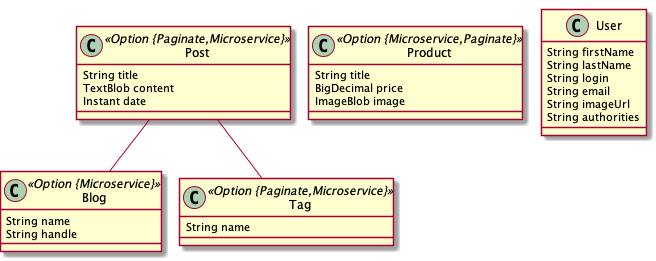 C «Option {Paginate,Microservice}»
Post
String title
TextBlob content
Instant date
C «Option {Microservice,Paginate}»
Product
String title
BigDecimal price
ImageBlob image
C User
String firstName
String lastName
String login
String email
String imageUrl
String authorities
C «Option {Microservice}»
Blog
String name
String handle
C «Option {Paginate,Microservice}»
Tag
String name